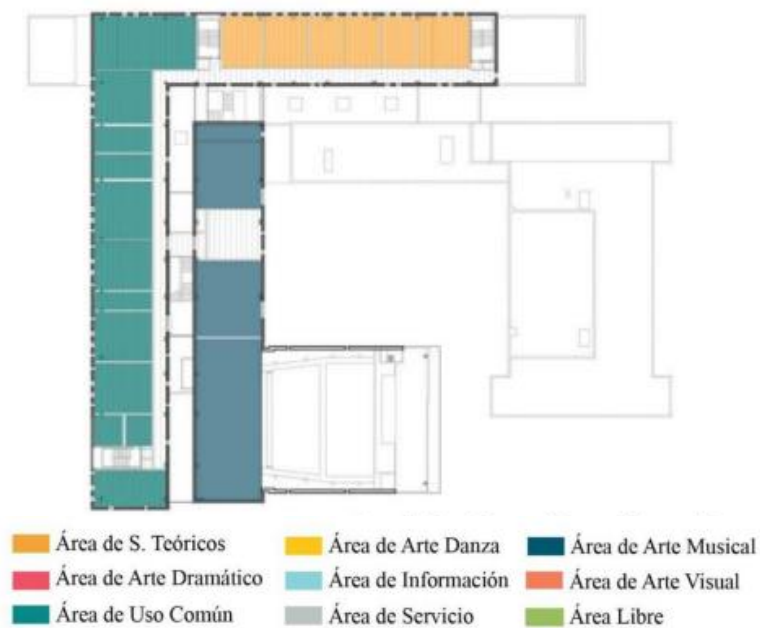 Área de S. Teóricos
Área de Arte Danza
Área de Arte Musical
Área de Arte Dramático
Área de Información
Área de Arte Visual
Área de Uso Común
Área de Servicio
Área Libre